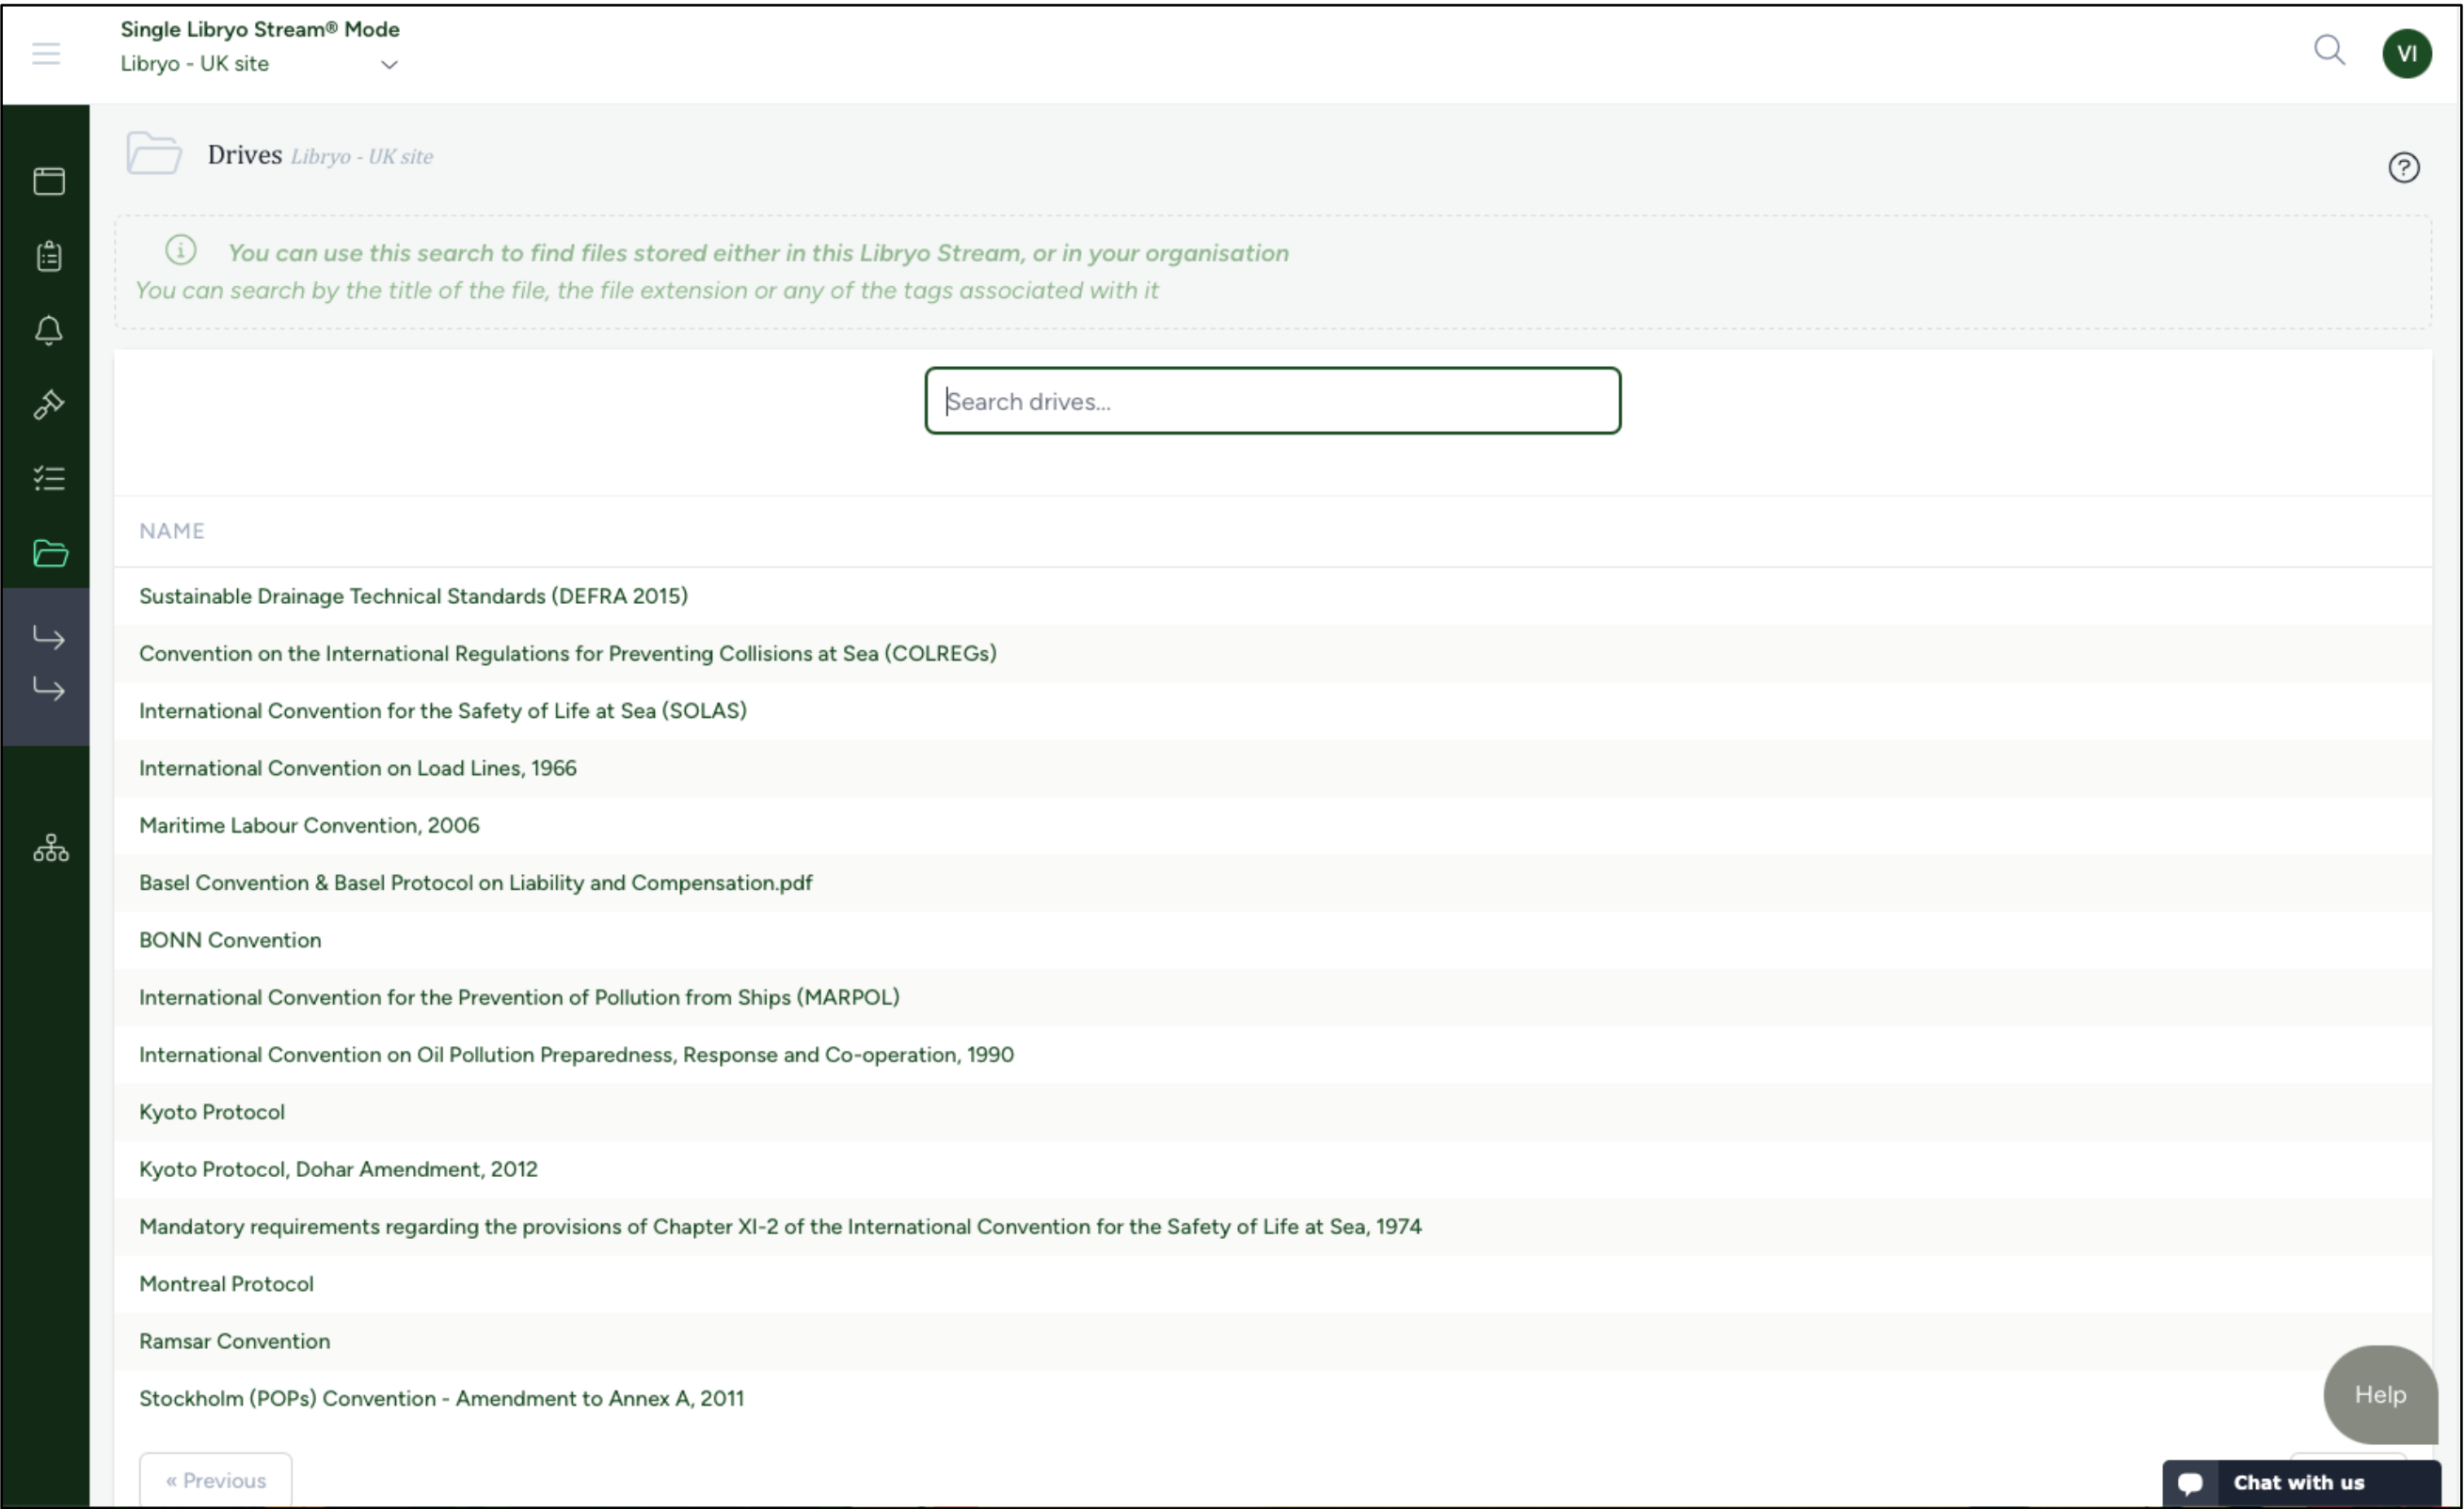 Single Libryo Stream® Mode
Libryo - UK site
VI
Drives Libryo - UK site
You can use this search to find files stored either in this Libryo Stream, or in your organisation
You can search by the title of the file, the file extension or any of the tags associated with it
Search drives...
NAME
Sustainable Drainage Technical Standards (DEFRA 2015)
Convention on the International Regulations for Preventing Collisions at Sea (COLREGs)
International Convention for the Safety of Life at Sea (SOLAS)
International Convention on Load Lines, 1966
Maritime Labour Convention, 2006
Basel Convention & Basel Protocol on Liability and Compensation.pdf
BONN Convention
International Convention for the Prevention of Pollution from Ships (MARPOL)
International Convention on Oil Pollution Preparedness, Response and Co-operation, 1990
Kyoto Protocol
Kyoto Protocol, Dohar Amendment, 2012
Mandatory requirements regarding the provisions of Chapter XI-2 of the International Convention for the Safety of Life at Sea, 1974
Montreal Protocol
Ramsar Convention
Stockholm (POPs) Convention - Amendment to Annex A, 2011
Help
« Previous
Chat with us